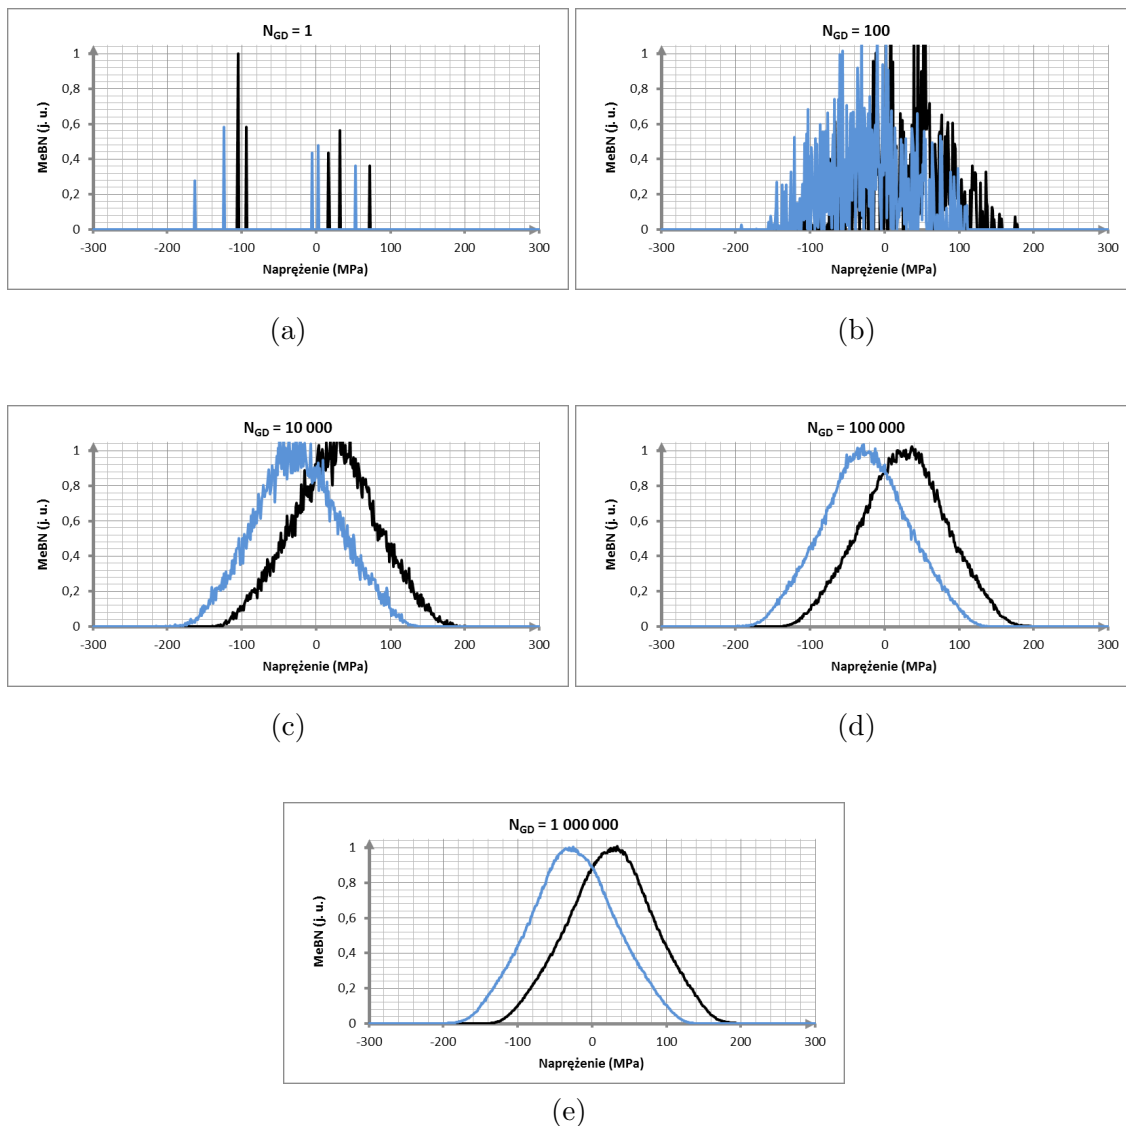 N_GD = 1
MeBN (j. u.)
1
0,8
0,6
0,4
0,2
0
-300 -200 -100 0 100 200 300
Naprężenie (MPa)
(a)
N_GD = 100
MeBN (j. u.)
1
0,8
0,6
0,4
0,2
0
-300 -200 -100 0 100 200 300
Naprężenie (MPa)
(b)
N_GD = 10 000
MeBN (j. u.)
1
0,8
0,6
0,4
0,2
0
-300 -200 -100 0 100 200 300
Naprężenie (MPa)
(c)
N_GD = 100 000
MeBN (j. u.)
1
0,8
0,6
0,4
0,2
0
-300 -200 -100 0 100 200 300
Naprężenie (MPa)
(d)
N_GD = 1 000 000
MeBN (j. u.)
1
0,8
0,6
0,4
0,2
0
-300 -200 -100 0 100 200 300
Naprężenie (MPa)
(e)